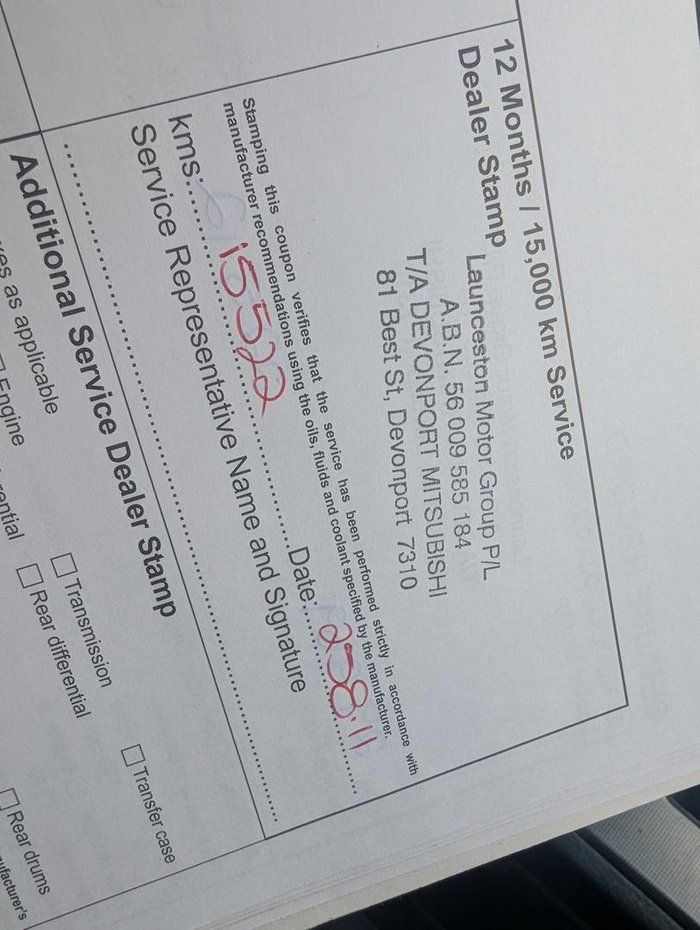 12 Months / 15,000 km Service
Dealer Stamp
Launceston Motor Group P/L
A.B.N. 56 009 585 184
T/A DEVONPORT MITSUBISHI
81 Best St, Devonport 7310
Stamping this coupon verifies that the service has been performed strictly in accordance with
manufacturer recommendations using the oils, fluids and coolant specified by the manufacturer.
kms: 15522 Date: 258.11
Service Representative Name and Signature
Additional Service Dealer Stamp
as applicable
Transmission
Transfer case
Engine
Rear differential
Rear drums